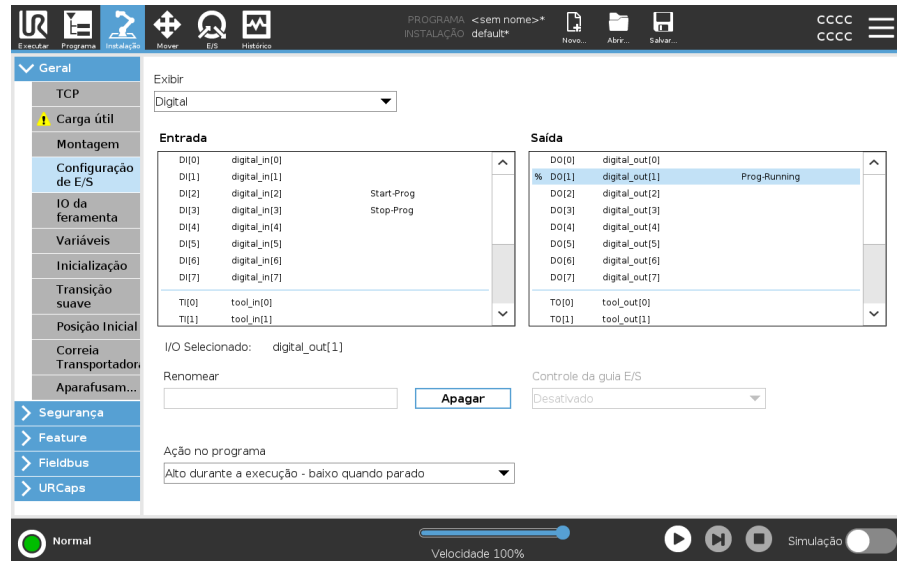 PROGRAMA <sem nome>*
INSTALAÇÃO default*
CCCC
CCCC
Executar Programa Instalação Mover E/S Histórico Novo... Abrir... Salvar...
Geral
TCP
Carga útil
Montagem
Configuração
de E/S
IO da
ferramenta
Variáveis
Inicialização
Transição
suave
Posição Inicial
Correia
Transportadora
Aparafusam...
Segurança
Feature
Fieldbus
URCaps
Exibir
Digital
Entrada
DI[0] digital_in[0]
DI[1] digital_in[1]
DI[2] digital_in[2] Start-Prog
DI[3] digital_in[3] Stop-Prog
DI[4] digital_in[4]
DI[5] digital_in[5]
DI[6] digital_in[6]
DI[7] digital_in[7]
TI[0] tool_in[0]
TI[1] tool_in[1]
Saída
DO[0] digital_out[0]
% DO[1] digital_out[1] Prog-Running
DO[2] digital_out[2]
DO[3] digital_out[3]
DO[4] digital_out[4]
DO[5] digital_out[5]
DO[6] digital_out[6]
DO[7] digital_out[7]
TO[0] tool_out[0]
TO[1] tool_out[1]
I/O Selecionado: digital_out[1]
Renomear
Apagar
Controle da guia E/S
Desativado
Ação no programa
Alto durante a execução - baixo quando parado
Normal
Velocidade 100%
Simulação